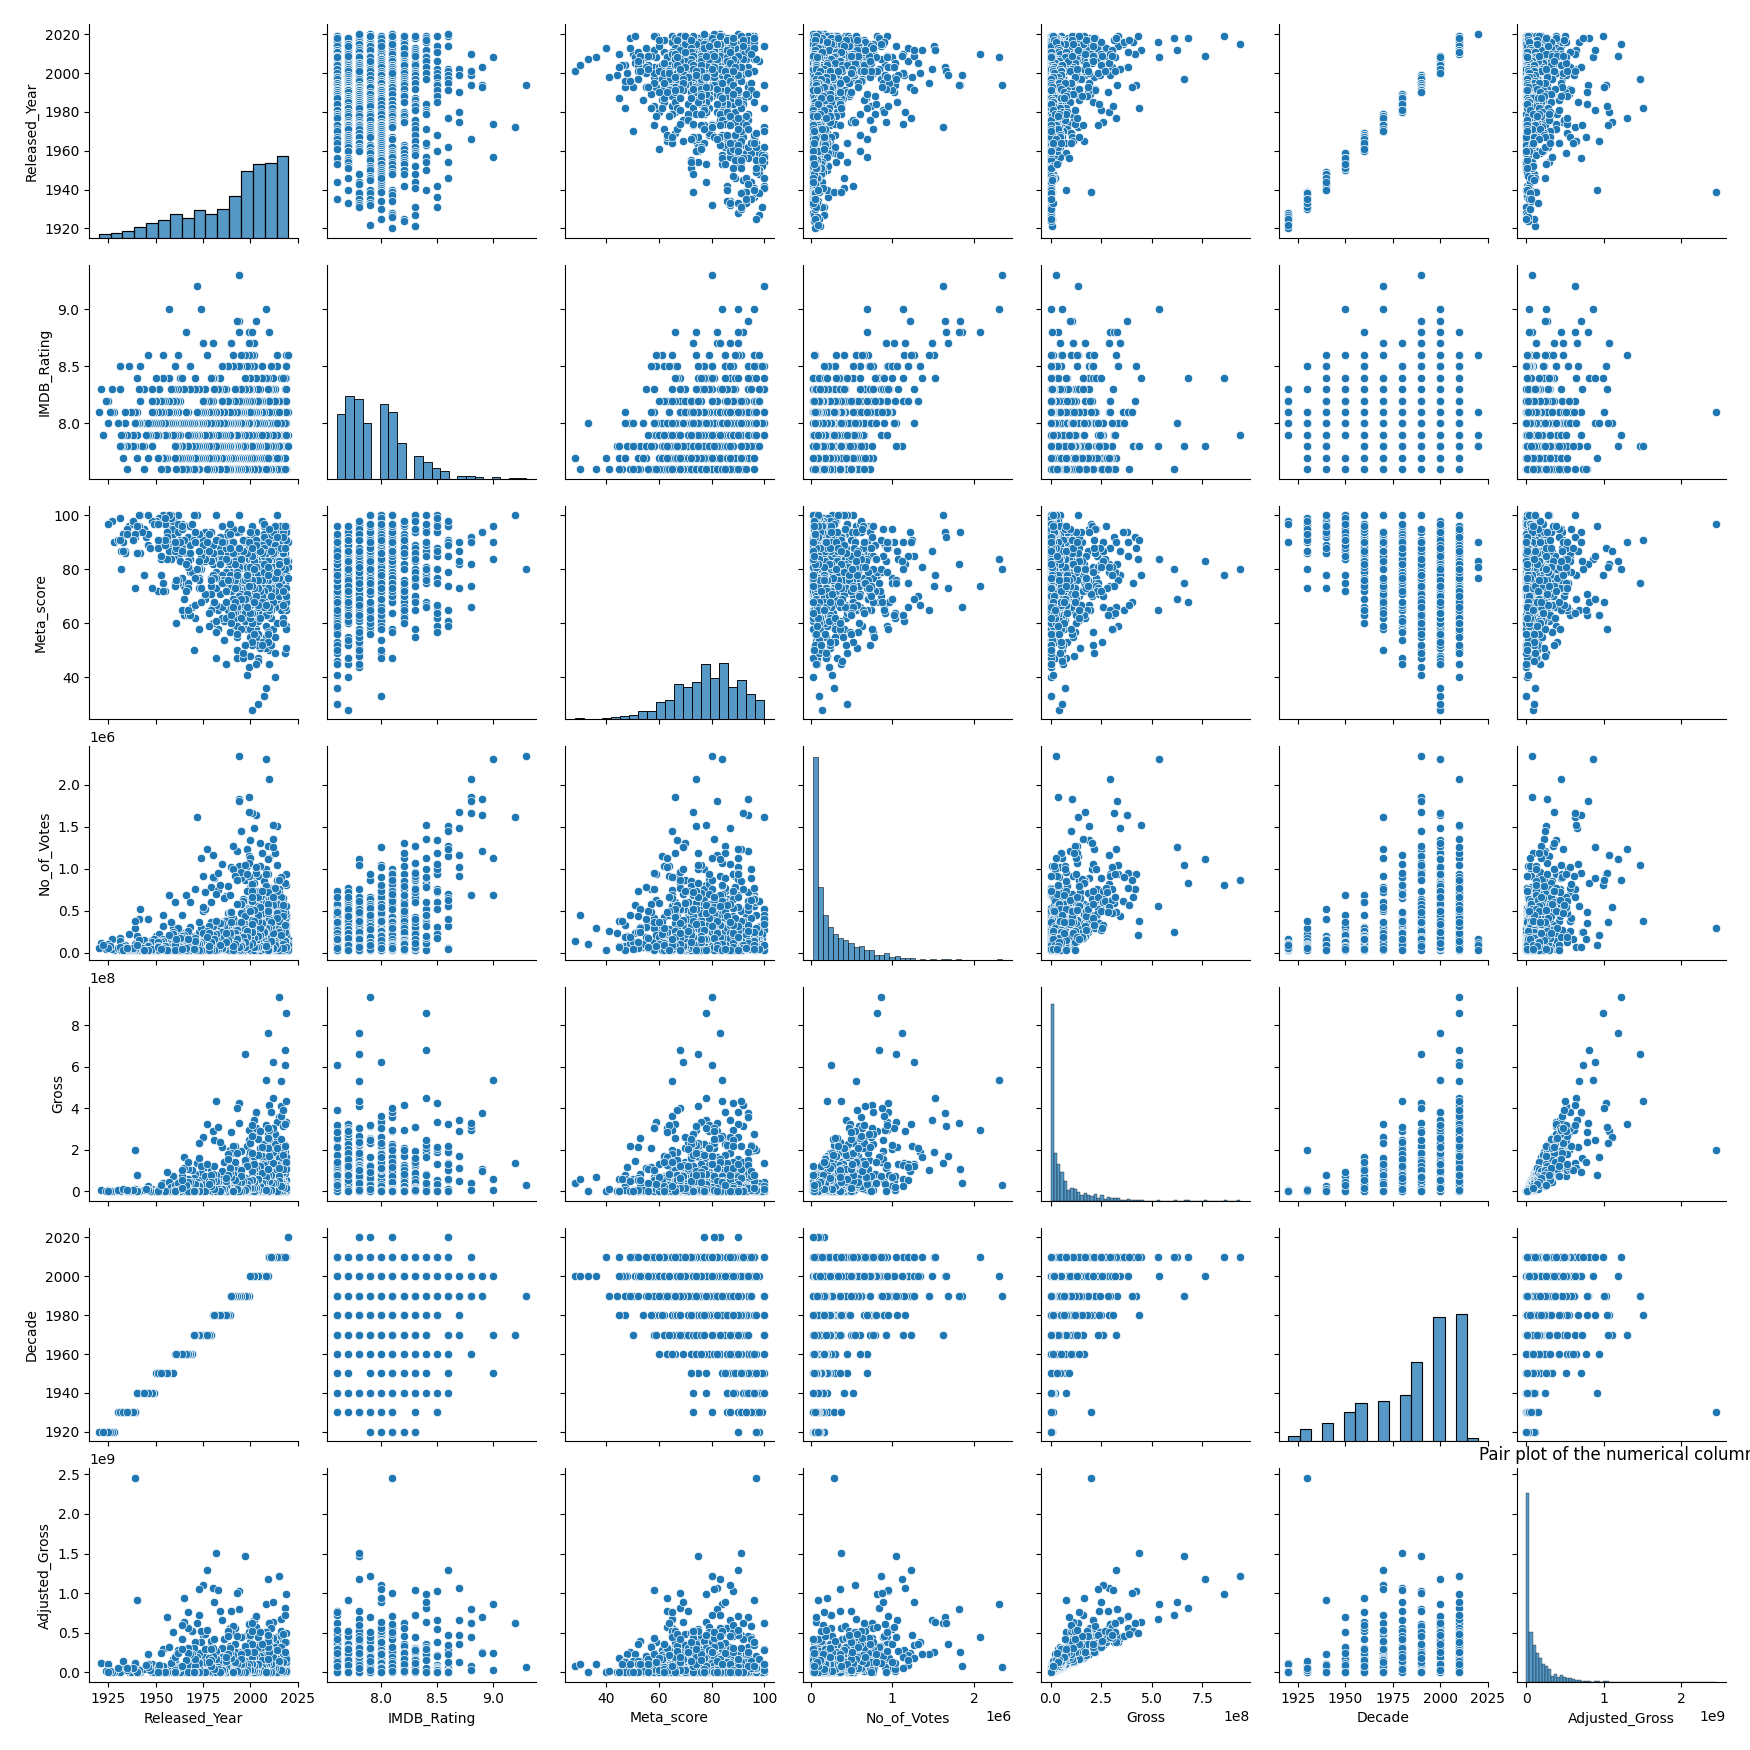 2020
2000
1980
1960
1940
1920
Released_Year
9.0
8.5
8.0
IMDB_Rating
100
80
60
40
Meta_score
1e6
2.0
1.5
1.0
0.5
0.0
No_of_Votes
1e8
8
6
4
2
0
Gross
2020
2000
1980
1960
1940
1920
Decade
Pair plot of the numerical column
1e9
2.5
2.0
1.5
1.0
0.5
0.0
Adjusted_Gross
1925 1950 1975 2000 2025 8.0 8.5 9.0 40 60 80 100 0 1 2 0.0 2.5 5.0 7.5 1925 1950 1975 2000 2025 0 1 2
1e6 1e8 1e9
Released_Year IMDB_Rating Meta_score No_of_Votes Gross Decade Adjusted_Gross